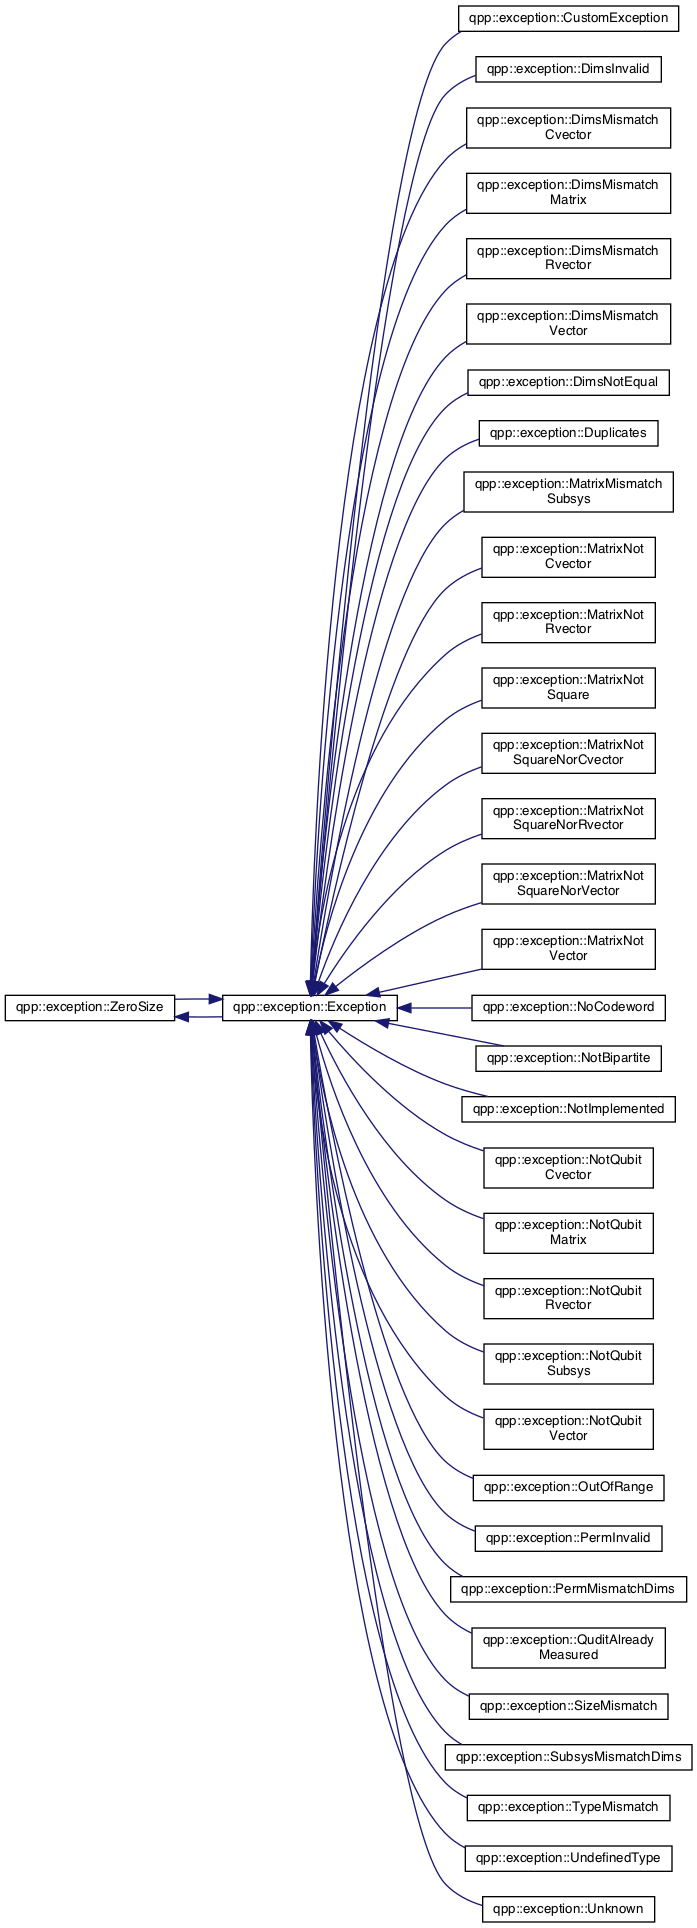 qpp::exception::CustomException
qpp::exception::DimsInvalid
qpp::exception::DimsMismatch
Cvector
qpp::exception::DimsMismatch
Matrix
qpp::exception::DimsMismatch
Rvector
qpp::exception::DimsMismatch
Vector
qpp::exception::DimsNotEqual
qpp::exception::Duplicates
qpp::exception::MatrixMismatch
Subsys
qpp::exception::MatrixNot
Cvector
qpp::exception::MatrixNot
Rvector
qpp::exception::MatrixNot
Square
qpp::exception::MatrixNot
SquareNorCvector
qpp::exception::MatrixNot
SquareNorRvector
qpp::exception::MatrixNot
SquareNorVector
qpp::exception::MatrixNot
Vector
qpp::exception::ZeroSize
qpp::exception::Exception
qpp::exception::NoCodeword
qpp::exception::NotBipartite
qpp::exception::NotImplemented
qpp::exception::NotQubit
Cvector
qpp::exception::NotQubit
Matrix
qpp::exception::NotQubit
Rvector
qpp::exception::NotQubit
Subsys
qpp::exception::NotQubit
Vector
qpp::exception::OutOfRange
qpp::exception::PermInvalid
qpp::exception::PermMismatchDims
qpp::exception::QuditAlready
Measured
qpp::exception::SizeMismatch
qpp::exception::SubsysMismatchDims
qpp::exception::TypeMismatch
qpp::exception::UndefinedType
qpp::exception::Unknown